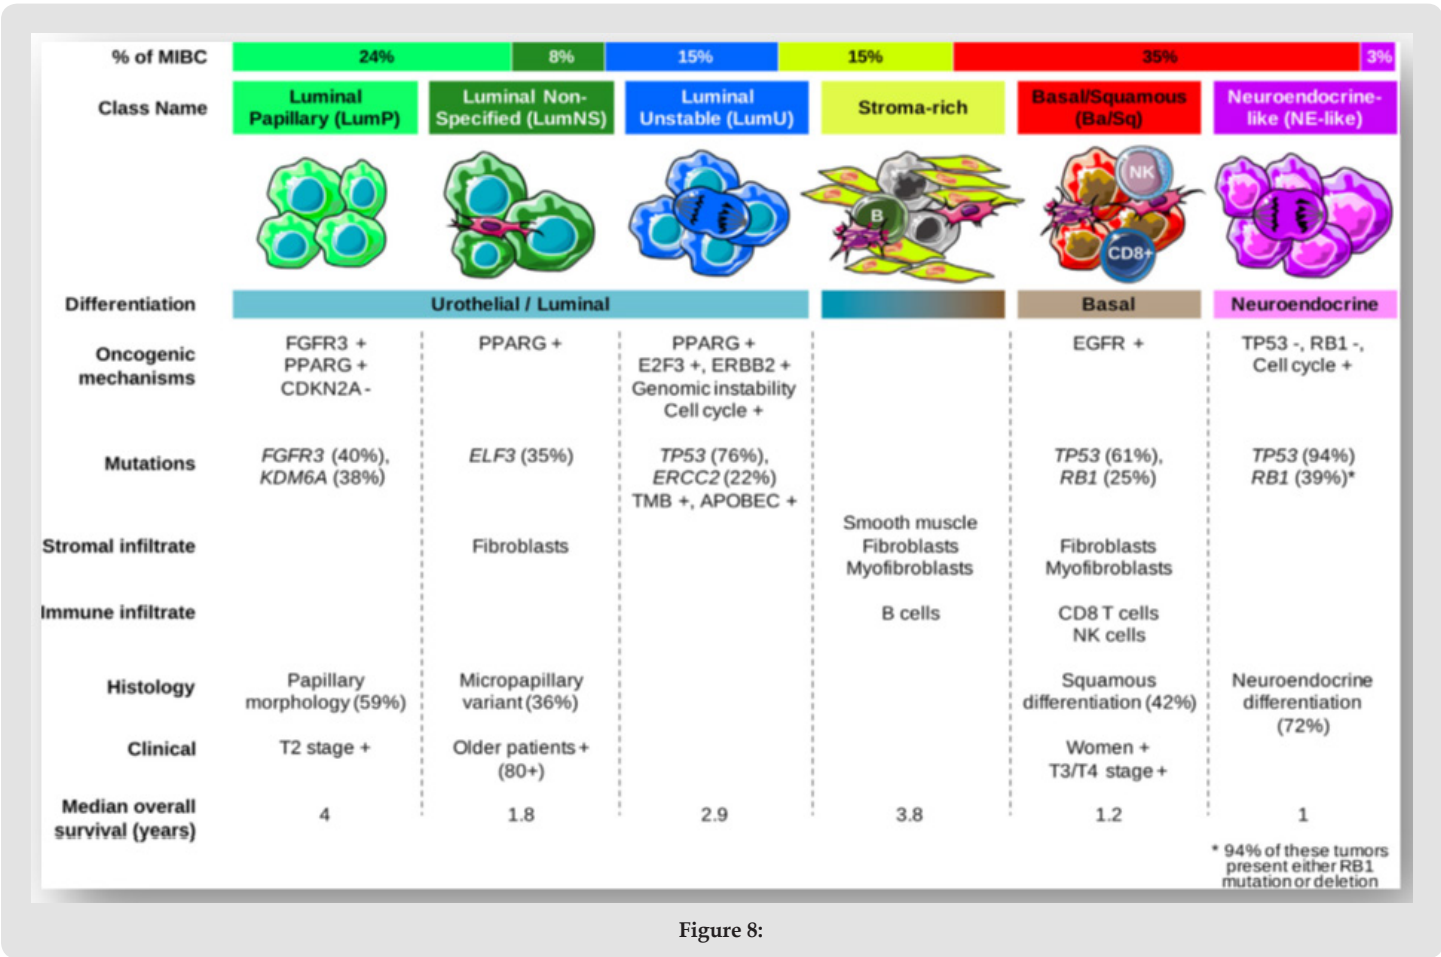 % of MIBC
24%
8%
15%
15%
35%
3%
Class Name
Luminal
Papillary (LumP)
Luminal Non-
Specified (LumNS)
Luminal
Unstable (LumU)
Stroma-rich
Basal/Squamous
(Ba/Sq)
Neuroendocrine-
like (NE-like)
B
NK
CD8+
Differentiation
Urothelial / Luminal
Basal
Neuroendocrine
Oncogenic
mechanisms
FGFR3 +
PPARG +
CDKN2A -
PPARG +
PPARG +
E2F3 +, ERBB2 +
Genomic instability
Cell cycle +
EGFR +
TP53 -, RB1 -,
Cell cycle +
Mutations
FGFR3 (40%),
KDM6A (38%)
ELF3 (35%)
TP53 (76%),
ERCC2 (22%)
TMB +, APOBEC +
TP53 (61%),
RB1 (25%)
TP53 (94%)
RB1 (39%)*
Stromal infiltrate
Fibroblasts
Smooth muscle
Fibroblasts
Myofibroblasts
Fibroblasts
Myofibroblasts
Immune infiltrate
B cells
CD8 T cells
NK cells
Histology
Papillary
morphology (59%)
Micropapillary
variant (36%)
Squamous
differentiation (42%)
Neuroendocrine
differentiation
(72%)
Clinical
T2 stage +
Older patients +
(80+)
Women +
T3/T4 stage +
Median overall
survival (years)
4
1.8
2.9
3.8
1.2
1
* 94% of these tumors
present either RB1
mutation or deletion
Figure 8: